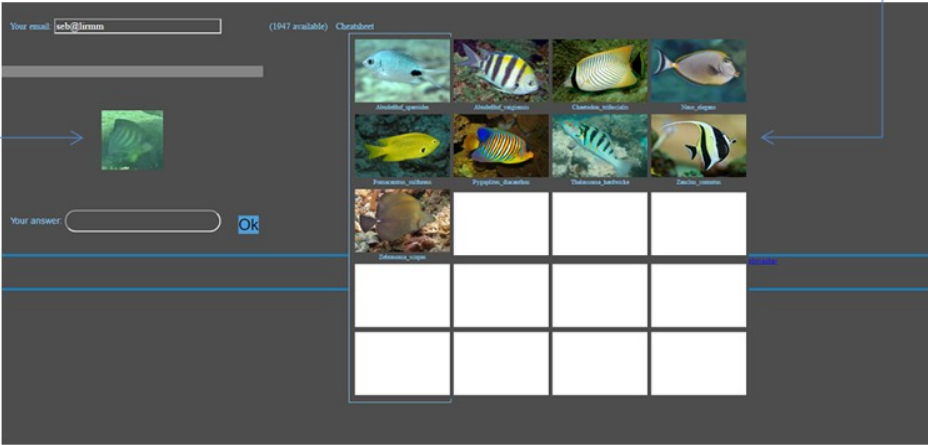 Your email: seb@lirmm
(1947 available) Cheatsheet
Abudefduf_sparoides
Abudefduf_vaigiensis
Chaetodon_trifascialis
Naso_elegans
Pomacentrus_sulfureus
Pygoplites_diacanthus
Thalassoma_hardwicke
Zanclus_cornutus
Zebrasoma_scopas
Your answer:
Ok